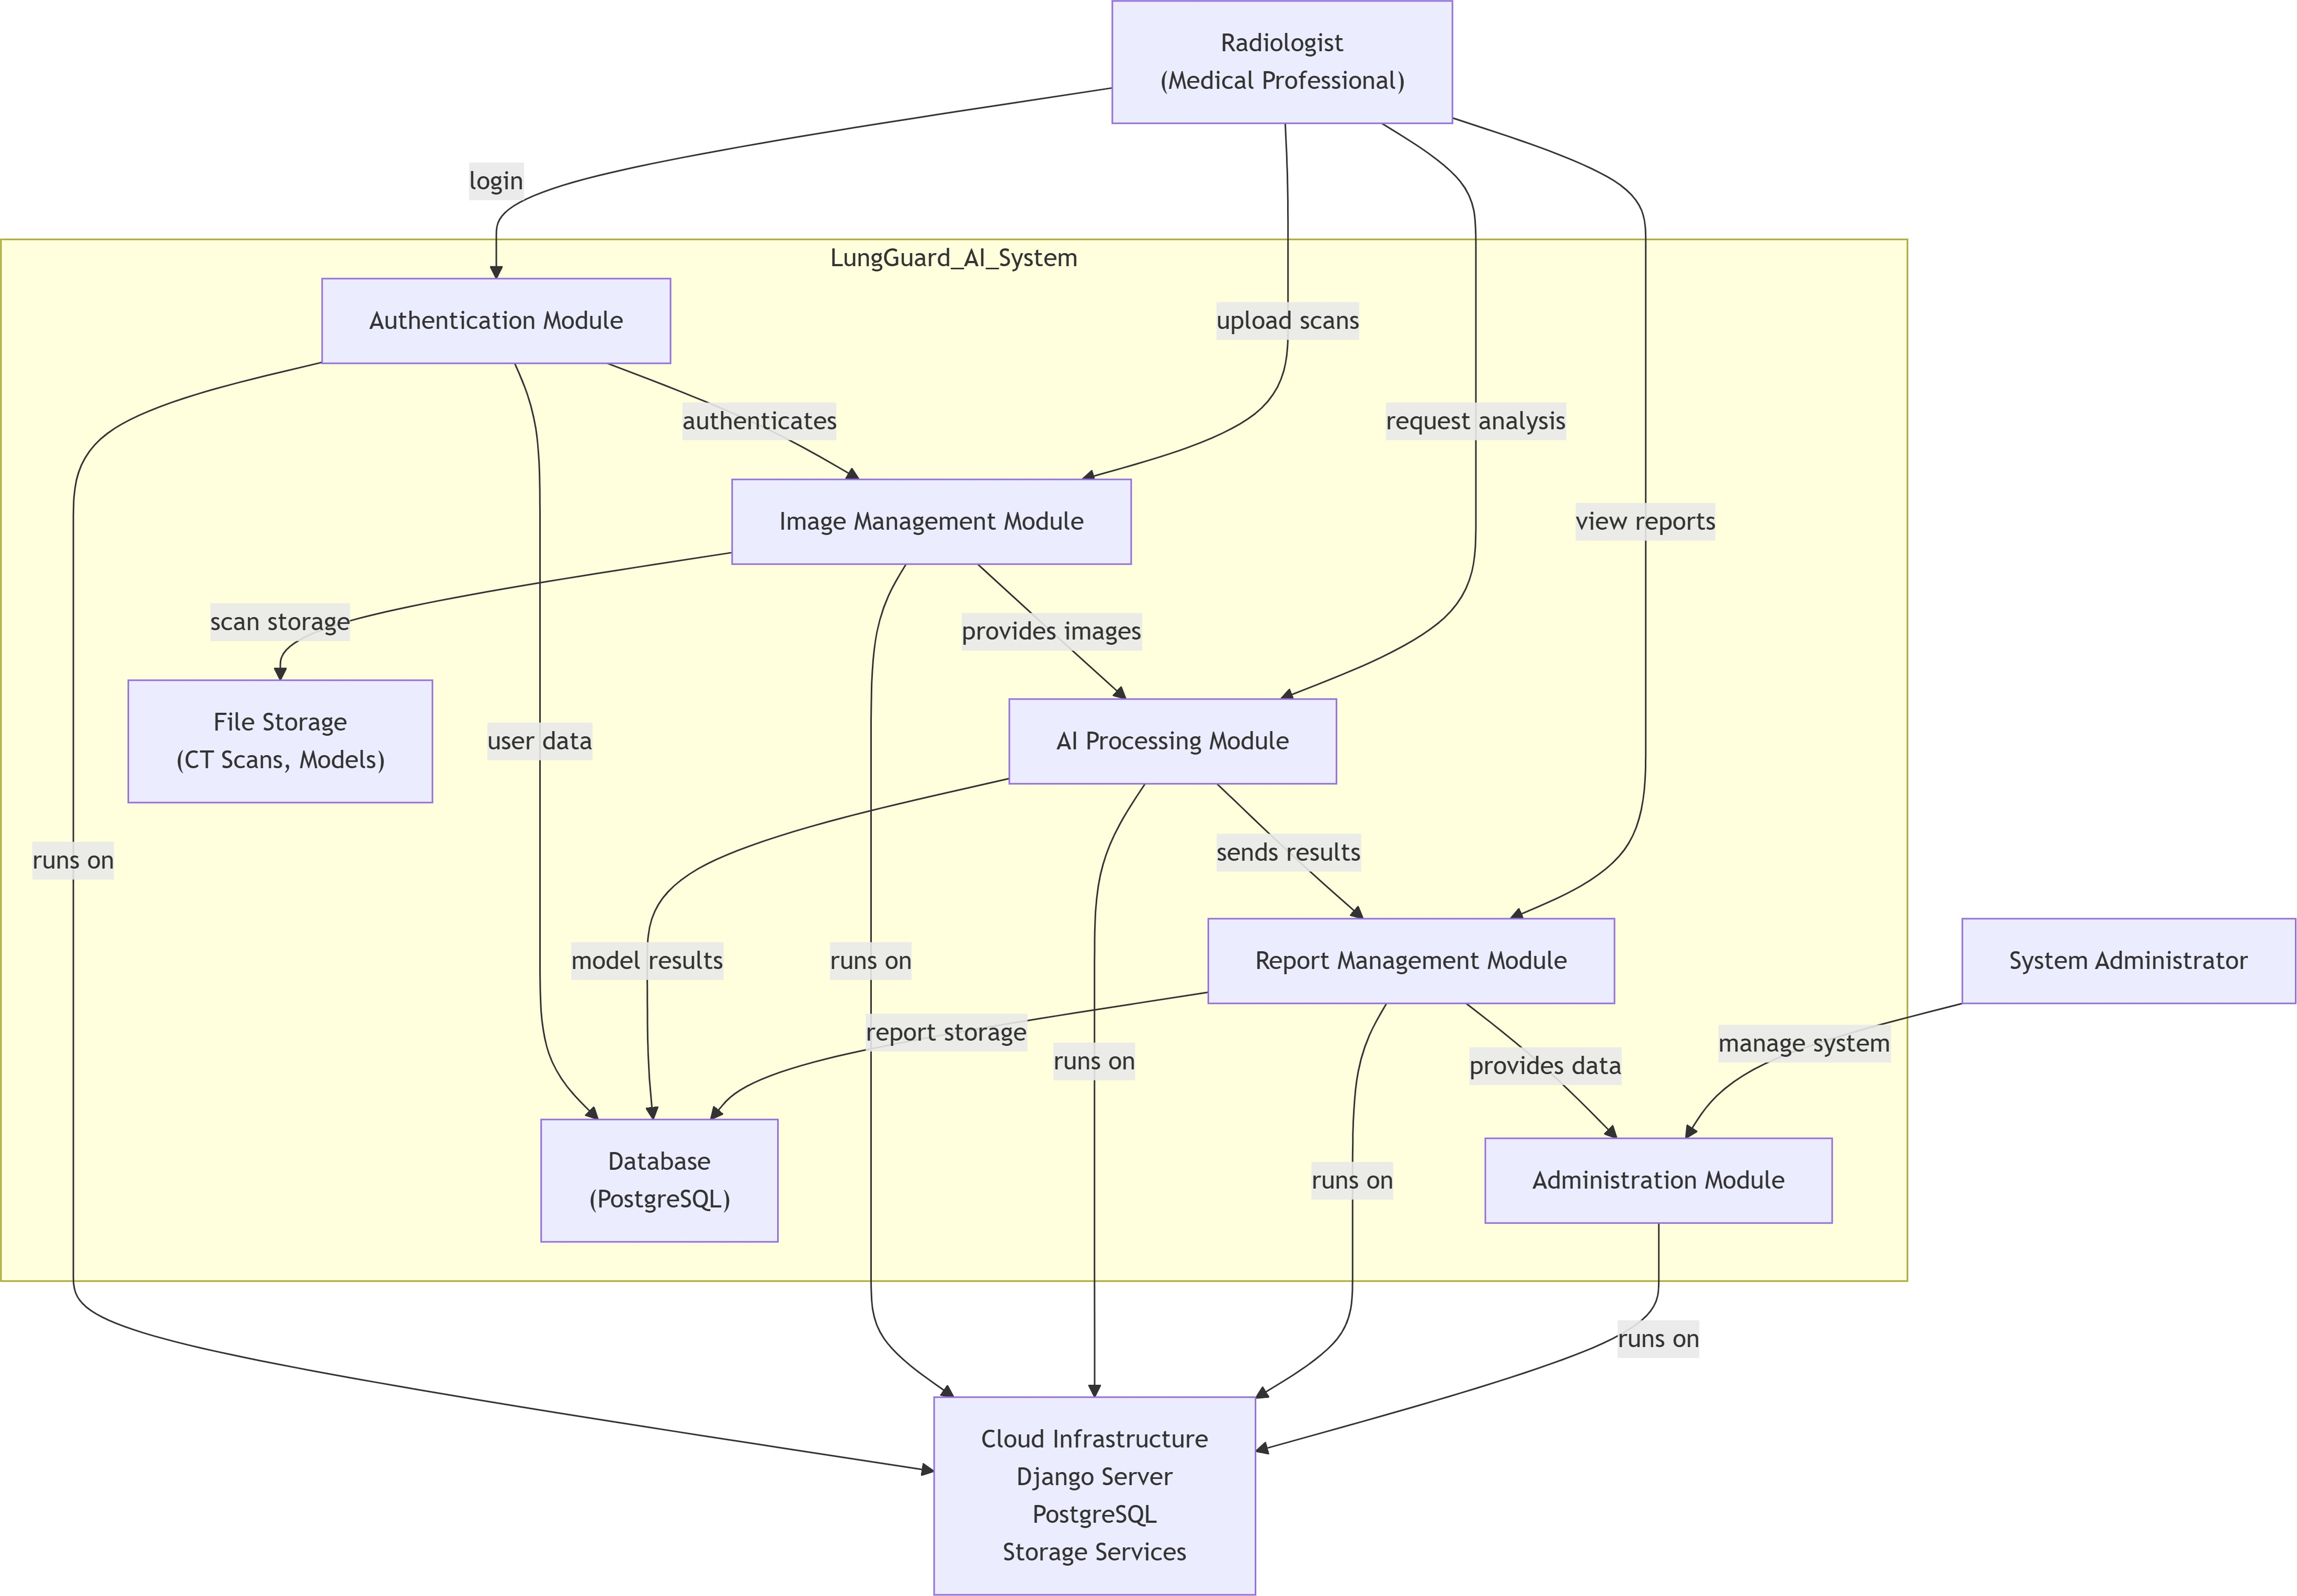 Radiologist
(Medical Professional)
login
LungGuard_AI_System
Authentication Module
upload scans
authenticates
request analysis
Image Management Module
view reports
scan storage
provides images
File Storage
(CT Scans, Models)
user data
AI Processing Module
runs on
sends results
model results
runs on
Report Management Module
System Administrator
report storage
runs on
provides data
manage system
Database
(PostgreSQL)
runs on
Administration Module
runs on
Cloud Infrastructure
Django Server
PostgreSQL
Storage Services